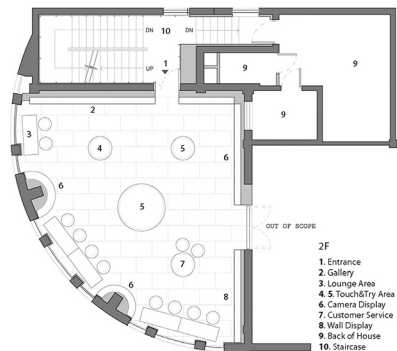 DN
10
DN
UP
1
9
9
2
9
3
4
5
6
6
5
OUT OF SCOPE
7
6
8
2F
1. Entrance
2. Gallery
3. Lounge Area
4. 5. Touch&Try Area
6. Camera Display
7. Customer Service
8. Wall Display
9. Back of House
10. Staircase